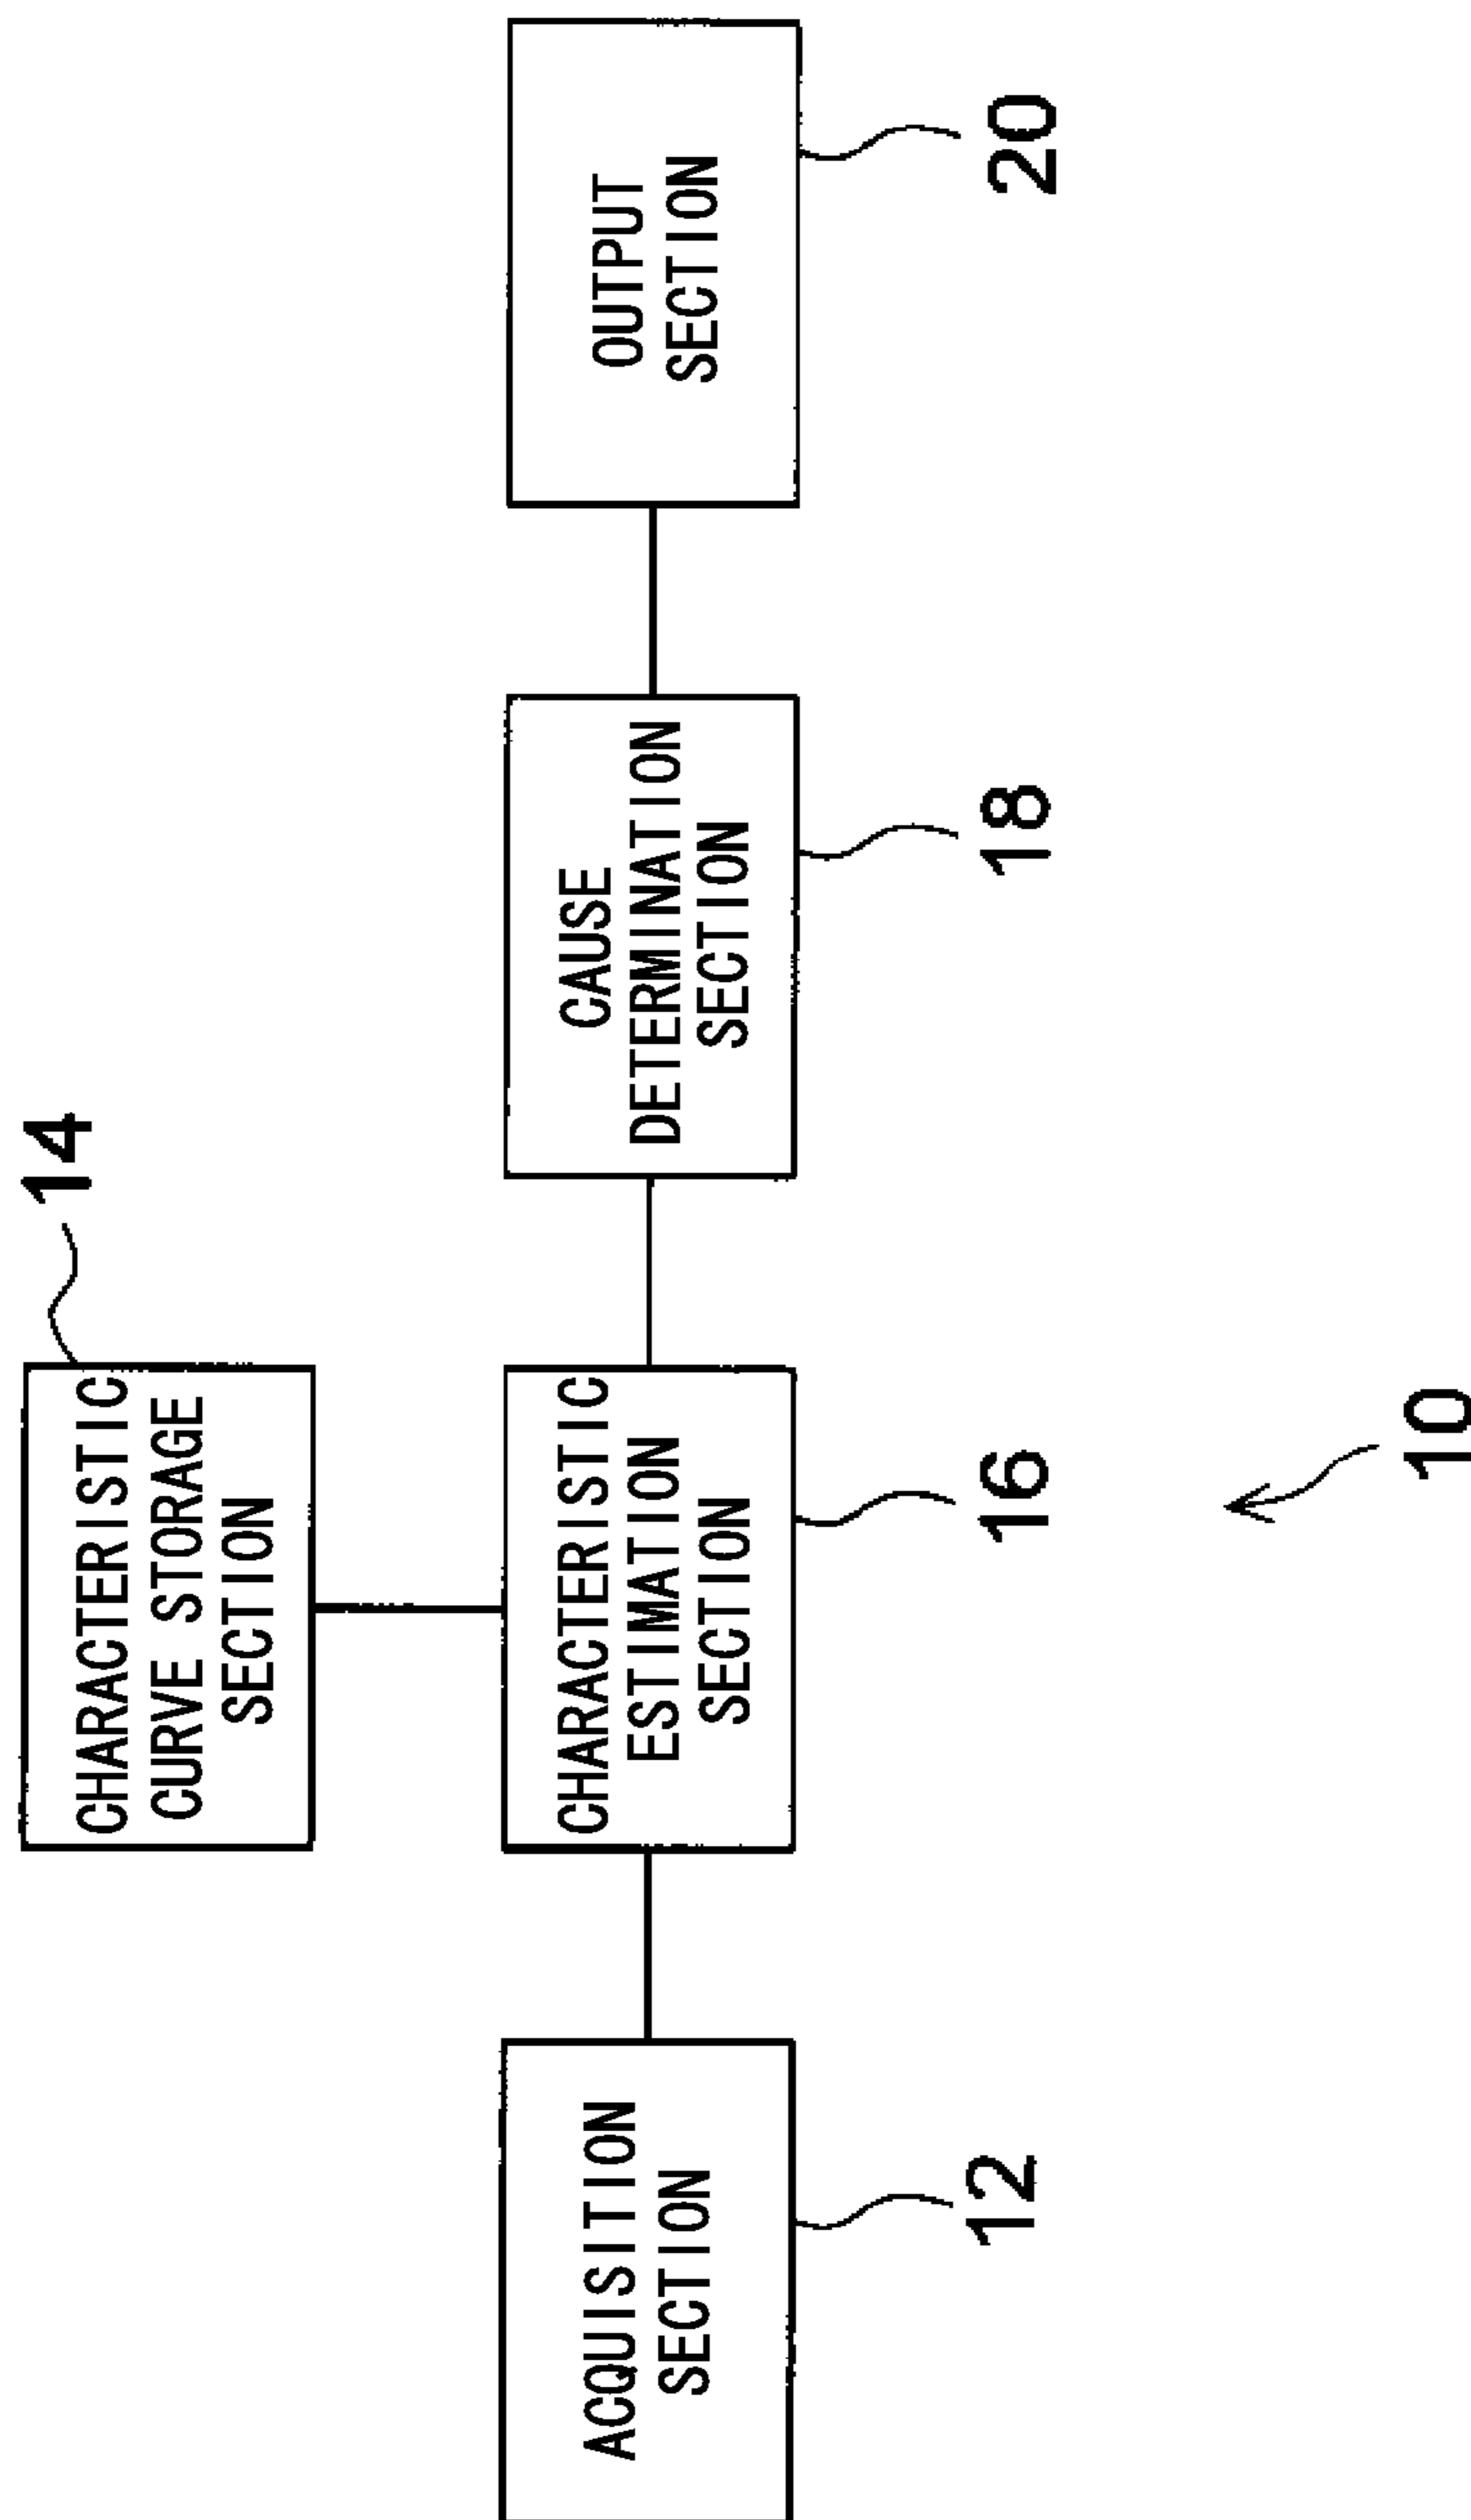 14
CHARACTERISTIC
CURVE STORAGE
SECTION
ACQUISITION
SECTION
12
CHARACTERISTIC
ESTIMATION
SECTION
16
CAUSE
DETERMINATION
SECTION
18
OUTPUT
SECTION
20
10